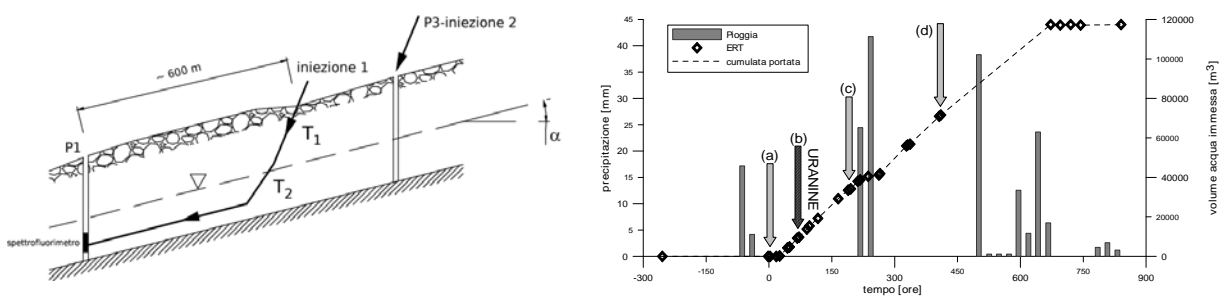 P3-iniezione 2
~ 600 m
iniezione 1
P1
T1
T2
α
spettrofluorimetro
precipitazione [mm]
45
40
35
30
25
20
15
10
5
0
Pioggia
ERT
cumulata portata
(a)
(b)
URANINE
(c)
(d)
-300
-150
0
150
300
450
600
750
900
tempo [ore]
120000
100000
80000
60000
40000
20000
0
volume acqua immessa [m³]